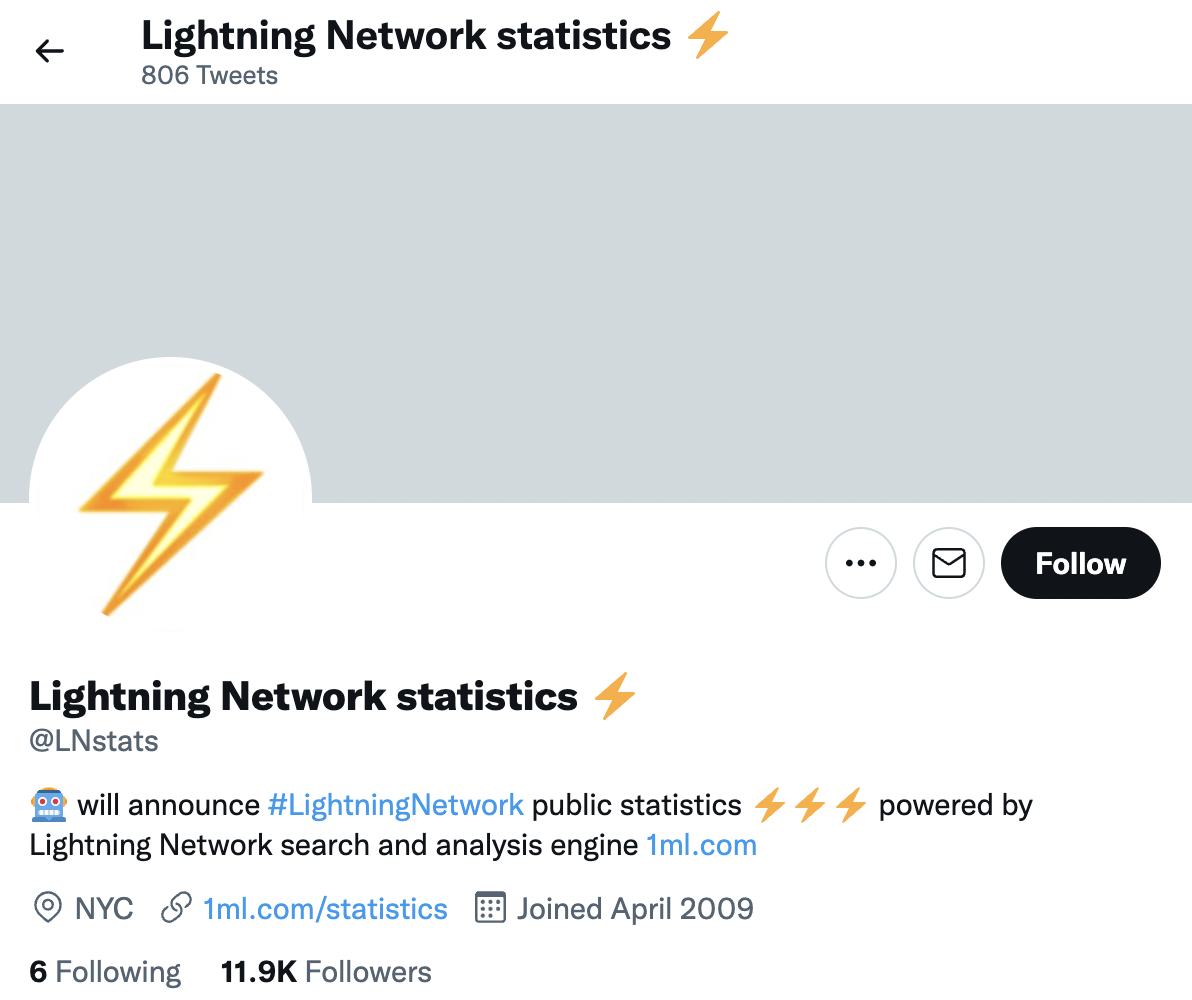 Lightning Network statistics ⚡
806 Tweets
Follow
Lightning Network statistics ⚡
@LNstats
🤖 will announce #LightningNetwork public statistics ⚡⚡⚡ powered by
Lightning Network search and analysis engine 1ml.com
NYC 1ml.com/statistics Joined April 2009
6 Following 11.9K Followers